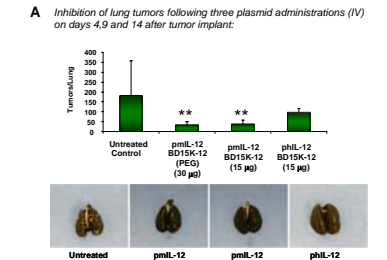 A Inhibition of lung tumors following three plasmid administrations (IV)
on days 4,9 and 14 after tumor implant:
Tumors/Lung
400
350
300
250
200
150
100
50
0
** **
Untreated
Control
pmIL-12
BD15K-12
(PEG)
(30 µg)
pmIL-12
BD15K-12
(15 µg)
phIL-12
BD15K-12
(15 µg)
Untreated pmIL-12 pmIL-12 phIL-12